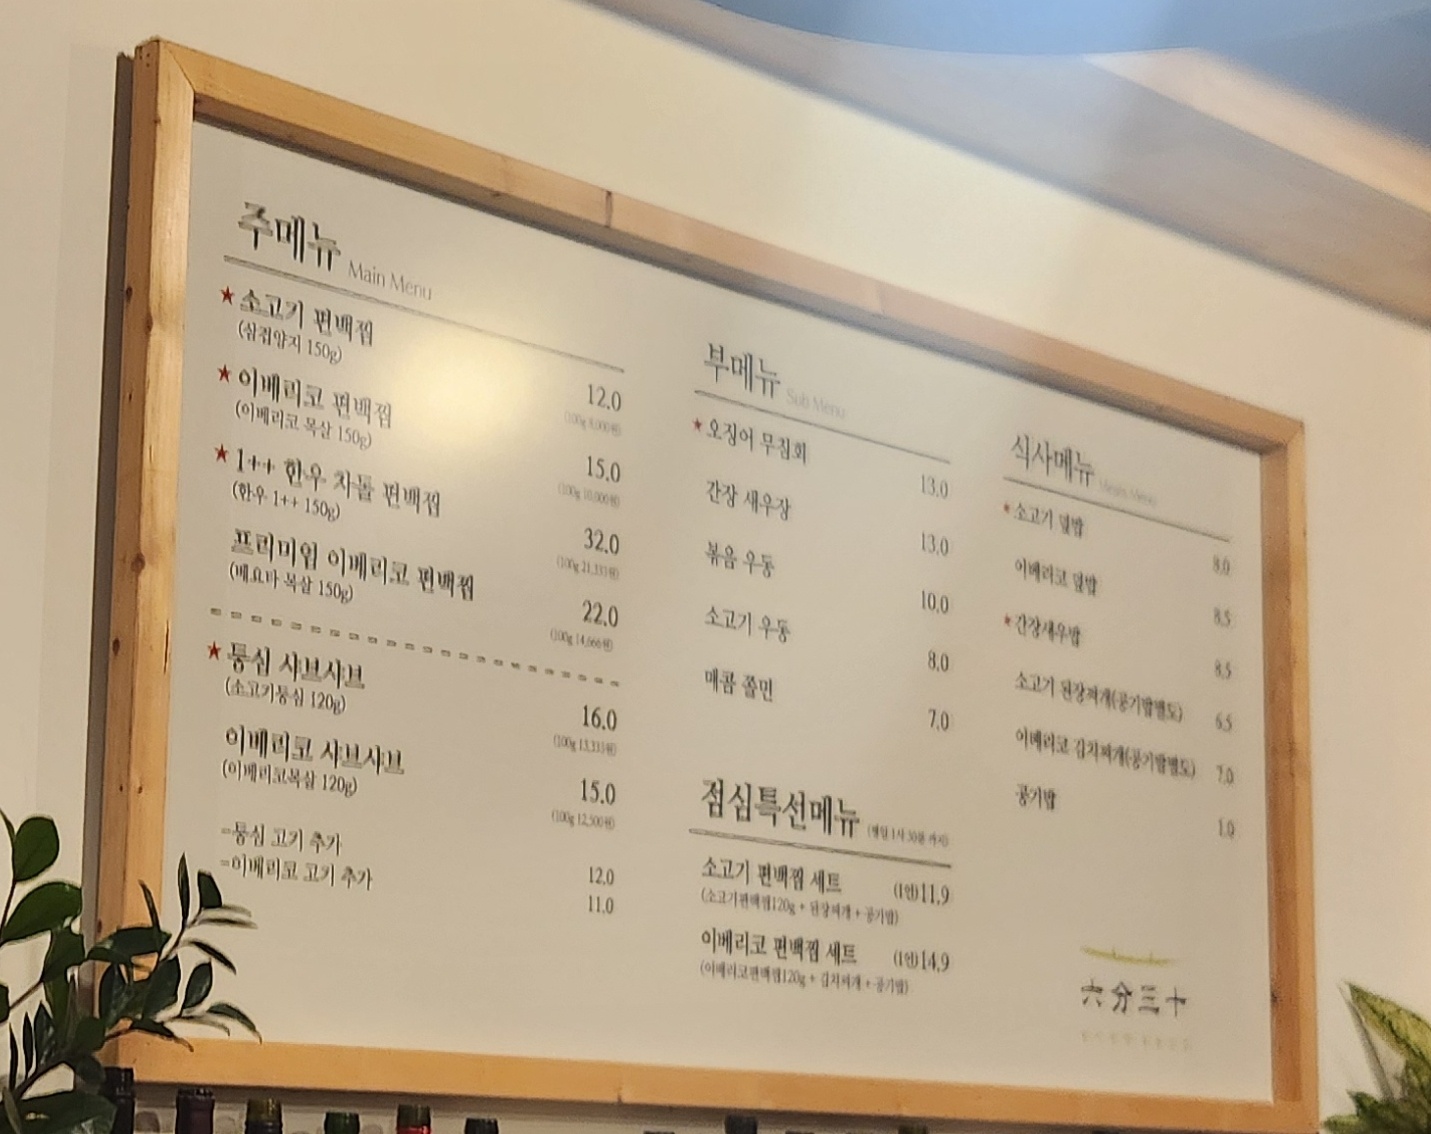 주메뉴 Main Menu
★ 소고기 편백찜
(삼겹양지 150g)
12.0
★ 이베리코 편백찜
(이베리코 목살 150g)
15.0
(100g 10,000원)
★ 1++ 한우 차돌 편백찜
(한우 1++ 150g)
32.0
(100g 21,333원)
프리미엄 이베리코 편백찜
(베요타 목살 150g)
22.0
(100g 14,666원)
★ 통심 샤브샤브
(소고기통심 120g)
16.0
(100g 13,333원)
이베리코 샤브샤브
(이베리코목살 120g)
15.0
(100g 12,500원)
=통심 고기 추가 12.0
=이베리코 고기 추가 11.0
부메뉴 Sub Menu
★ 오징어 무침회 13.0
간장 새우장 13.0
볶음 우동 10.0
소고기 우동 8.0
매콤 쫄면 7.0
점심특선메뉴 (평일 1시 30분 까지)
소고기 편백찜 세트 (1인)11.9
(소고기편백찜120g + 된장찌개 + 공기밥)
이베리코 편백찜 세트 (1인)14.9
(이베리코편백찜120g + 김치찌개 + 공기밥)
식사메뉴
★ 소고기 덮밥 8.0
이베리코 덮밥 8.5
★ 간장새우밥 8.5
소고기 된장찌개(공기밥별도) 6.5
이베리코 김치찌개(공기밥별도) 7.0
공기밥 1.0
六分三十